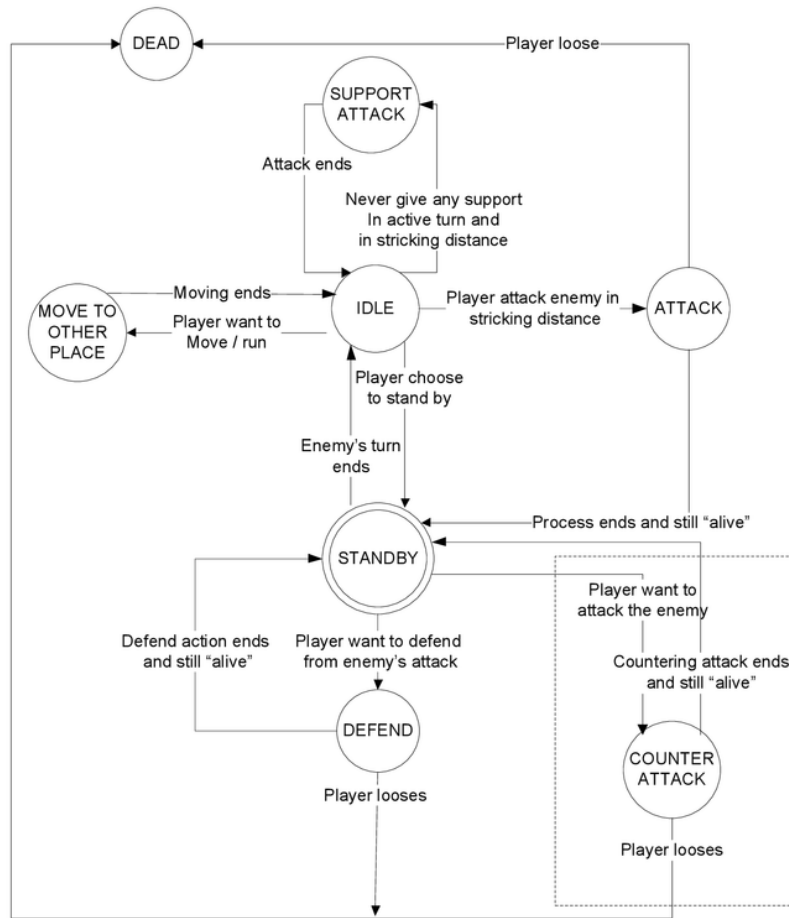 DEAD
Player loose
SUPPORT
ATTACK
Attack ends
Never give any support
In active turn and
in stricking distance
Moving ends
IDLE
Player attack enemy in
stricking distance
ATTACK
MOVE TO
OTHER
PLACE
Player want to
Move / run
Player choose
to stand by
Enemy's turn
ends
Process ends and still “alive”
STANDBY
Player want to
attack the enemy
Defend action ends
and still “alive”
Player want to defend
from enemy's attack
Countering attack ends
and still “alive”
DEFEND
COUNTER
ATTACK
Player looses
Player looses